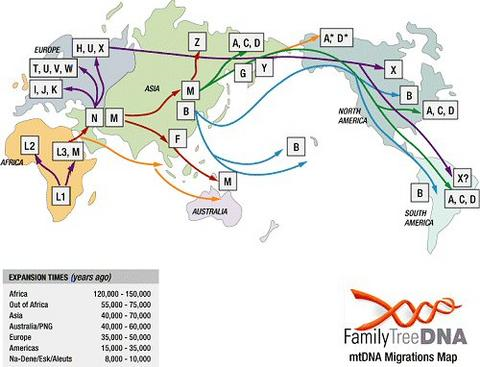 EUROPE
H, U, X
T, U, V, W
I, J, K
Z
A, C, D
A,* D*
G
Y
X
ASIA
M
B
B
N
M
NORTH
AMERICA
A, C, D
L2
L3, M
F
B
AFRICA
L1
M
X?
B
A, C, D
AUSTRALIA
SOUTH
AMERICA
EXPANSION TIMES (years ago)
Africa 120,000 - 150,000
Out of Africa 55,000 - 75,000
Asia 40,000 - 70,000
Australia/PNG 40,000 - 60,000
Europe 35,000 - 50,000
Americas 15,000 - 35,000
Na-Dene/Esk/Aleuts 8,000 - 10,000
FamilyTreeDNA
mtDNA Migrations Map